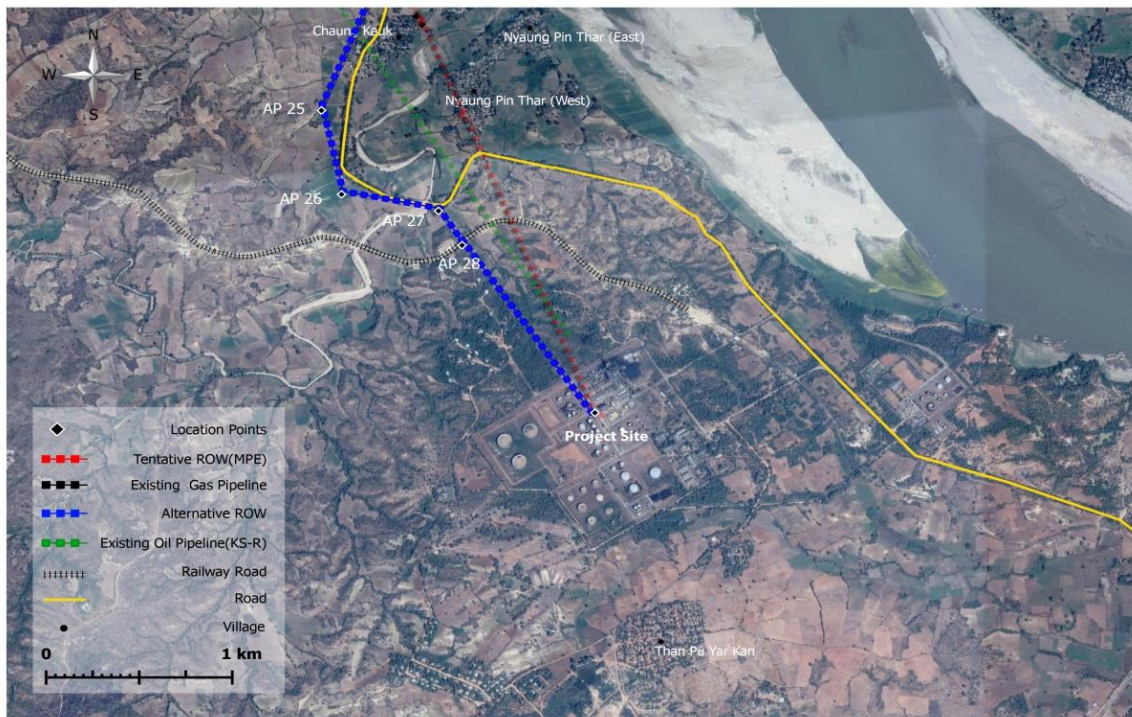 Chaung Kauk
Nyaung Pin Thar (East)
N
W E
S
Nyaung Pin Thar (West)
AP 25
AP 26
AP 27
AP 28
Project Site
Location Points
Tentative ROW(MPE)
Existing Gas Pipeline
Alternative ROW
Existing Oil Pipeline(KS-R)
Railway Road
Road
Village
0 1 km
Than Pu Yar Kan